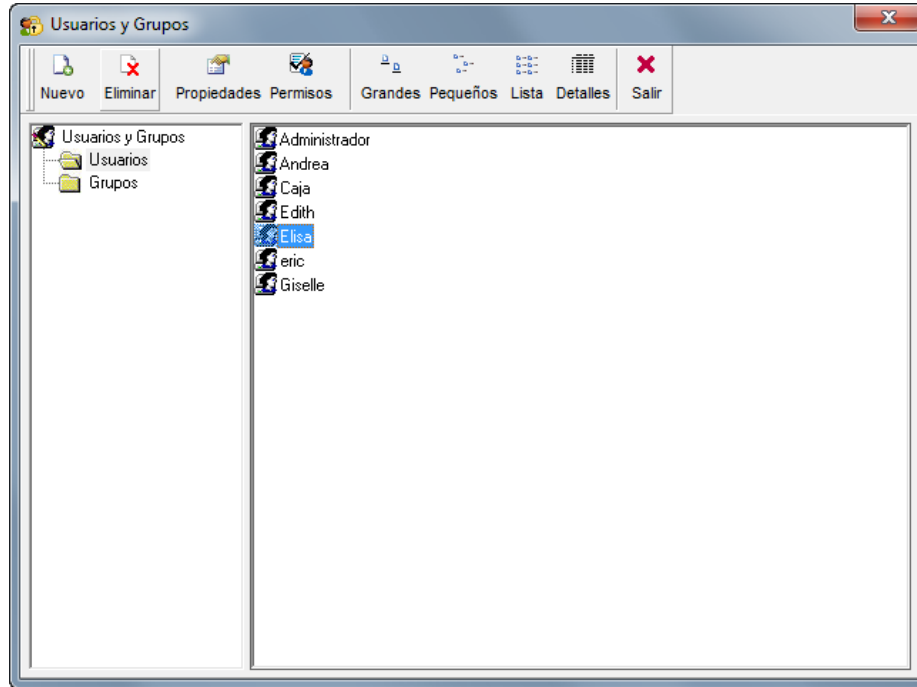 Usuarios y Grupos
Nuevo Eliminar Propiedades Permisos Grandes Pequeños Lista Detalles Salir
Usuarios y Grupos
Usuarios
Grupos
Administrador
Andrea
Caja
Edith
Elisa
eric
Giselle